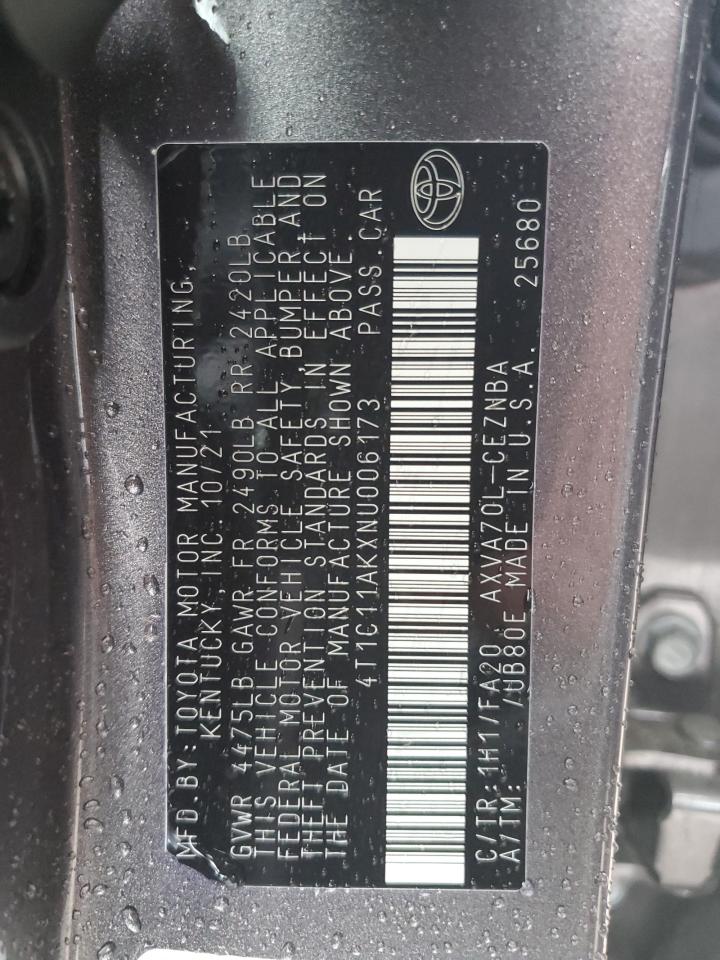 MFD.BY:TOYOTA MOTOR MANUFACTURING,
KENTUCKY, INC. 10/21
GVWR 4475LB GAWR FR 2490LB RR 2420LB
THIS VEHICLE CONFORMS TO ALL APPLICABLE
FEDERAL MOTOR VEHICLE SAFETY BUMPER AND
THEFT PREVENTION STANDARDS IN EFFECT ON
THE DATE OF MANUFACTURE SHOWN ABOVE.
4T1C11AKXNU006173 PASS.CAR
C/TR:1H1/FA20 AXVA70L-CEZNBA
A/TM: /UB80E MADE IN U.S.A. 25680